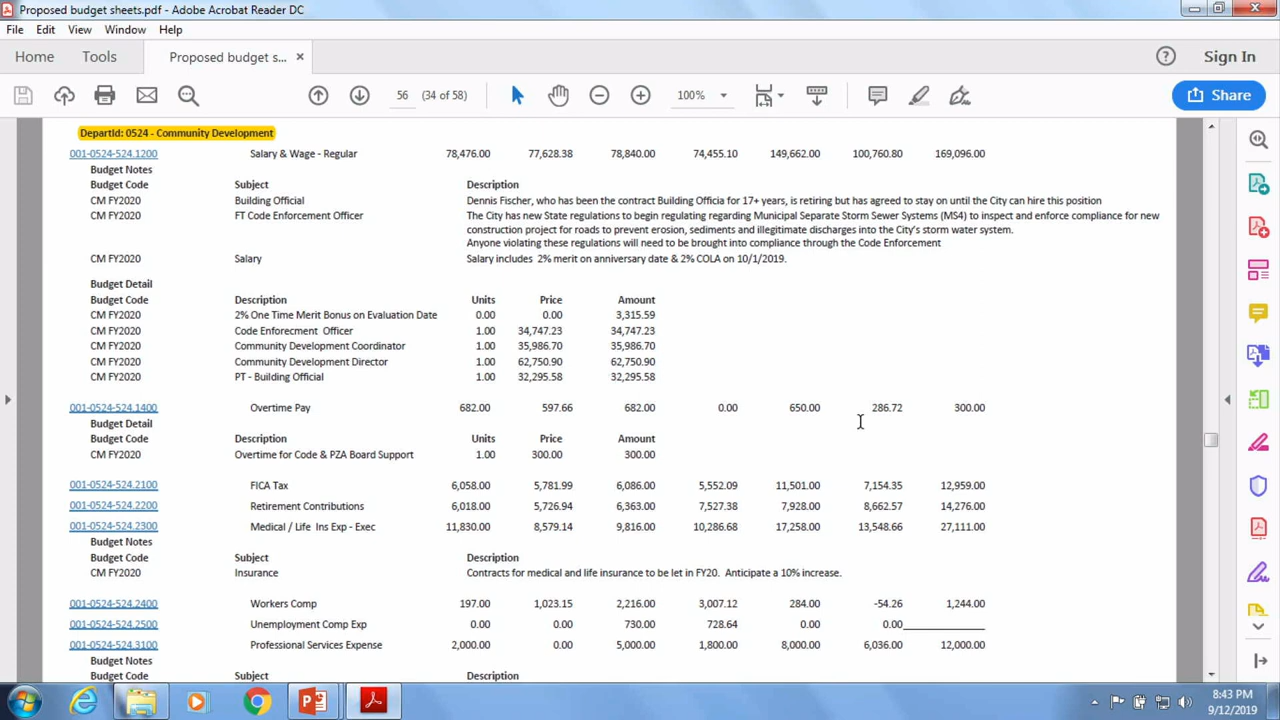 Proposed budget sheets.pdf - Adobe Acrobat Reader DC
File Edit View Window Help
Home Tools Proposed budget s... × Sign In
56 (34 of 58) 100% Share
DepartId: 0524 - Community Development
001-0524-524.1200 Salary & Wage - Regular 78,476.00 77,628.38 78,840.00 74,455.10 149,662.00 100,760.80 169,096.00
Budget Notes
Budget Code Subject Description
CM FY2020 Building Official Dennis Fischer, who has been the contract Building Officia for 17+ years, is retiring but has agreed to stay on until the City can hire this position
CM FY2020 FT Code Enforcement Officer The City has new State regulations to begin regulating regarding Municipal Separate Storm Sewer Systems (MS4) to inspect and enforce compliance for new
construction project for roads to prevent erosion, sediments and illegitimate discharges into the City's storm water system.
Anyone violating these regulations will need to be brought into compliance through the Code Enforcement
CM FY2020 Salary Salary includes 2% merit on anniversary date & 2% COLA on 10/1/2019.
Budget Detail
Budget Code Description Units Price Amount
CM FY2020 2% One Time Merit Bonus on Evaluation Date 0.00 0.00 3,315.59
CM FY2020 Code Enforecment Officer 1.00 34,747.23 34,747.23
CM FY2020 Community Development Coordinator 1.00 35,986.70 35,986.70
CM FY2020 Community Development Director 1.00 62,750.90 62,750.90
CM FY2020 PT - Building Official 1.00 32,295.58 32,295.58
001-0524-524.1400 Overtime Pay 682.00 597.66 682.00 0.00 650.00 286.72 300.00
Budget Detail
Budget Code Description Units Price Amount
CM FY2020 Overtime for Code & PZA Board Support 1.00 300.00 300.00
001-0524-524.2100 FICA Tax 6,058.00 5,781.99 6,086.00 5,552.09 11,501.00 7,154.35 12,959.00
001-0524-524.2200 Retirement Contributions 6,018.00 5,726.94 6,363.00 7,527.38 7,928.00 8,662.57 14,276.00
001-0524-524.2300 Medical / Life Ins Exp - Exec 11,830.00 8,579.14 9,816.00 10,286.68 17,258.00 13,548.66 27,111.00
Budget Notes
Budget Code Subject Description
CM FY2020 Insurance Contracts for medical and life insurance to be let in FY20. Anticipate a 10% increase.
001-0524-524.2400 Workers Comp 197.00 1,023.15 2,216.00 3,007.12 284.00 -54.26 1,244.00
001-0524-524.2500 Unemployment Comp Exp 0.00 0.00 730.00 728.64 0.00 0.00
001-0524-524.3100 Professional Services Expense 2,000.00 0.00 5,000.00 1,800.00 8,000.00 6,036.00 12,000.00
Budget Notes
Budget Code Subject Description
8:43 PM
9/12/2019